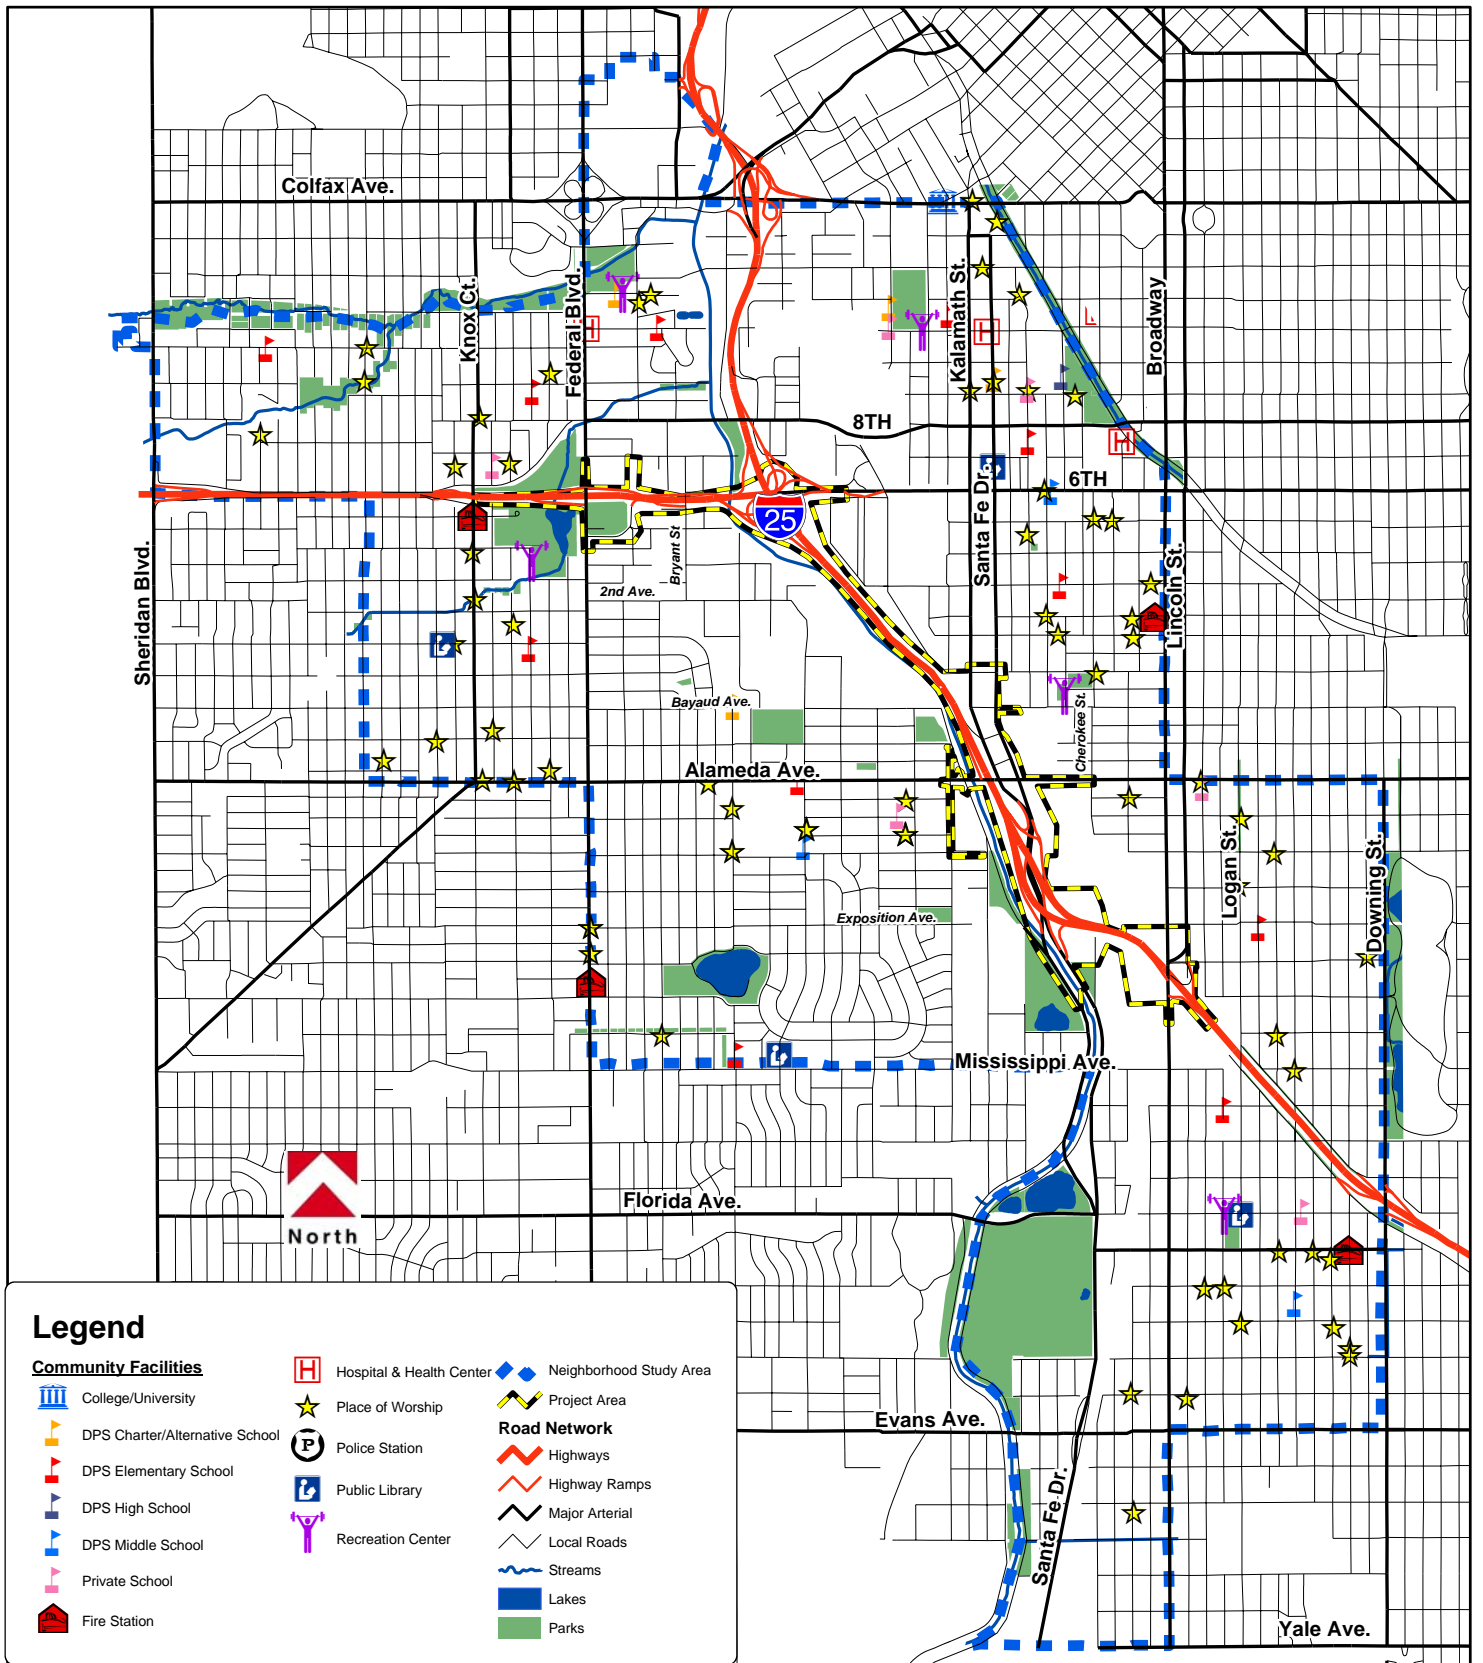 Colfax Ave.
Knox Ct.
Federal Blvd.
Kalamath St.
Broadway
8TH
6TH
25
Santa Fe Dr.
Lincoln St.
Sheridan Blvd.
Bryant St
2nd Ave.
Bayaud Ave.
Cherokee St.
Alameda Ave.
Logan St.
Downing St.
Exposition Ave.
Mississippi Ave.
Florida Ave.
North
Evans Ave.
Santa Fe Dr.
Yale Ave.
Legend
Community Facilities
College/University
DPS Charter/Alternative School
DPS Elementary School
DPS High School
DPS Middle School
Private School
Fire Station
H Hospital & Health Center
Place of Worship
P Police Station
Public Library
Recreation Center
Neighborhood Study Area
Project Area
Road Network
Highways
Highway Ramps
Major Arterial
Local Roads
Streams
Lakes
Parks
H
H
H